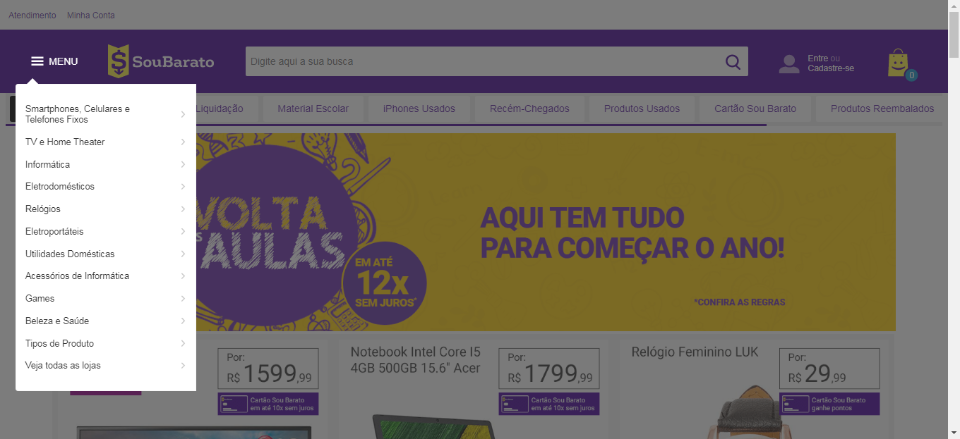 Atendimento Minha Conta
MENU
SouBarato
Digite aqui a sua busca
Entre ou
Cadastre-se
0
Liquidação
Material Escolar
iPhones Usados
Recém-Chegados
Produtos Usados
Cartão Sou Barato
Produtos Reembalados
Smartphones, Celulares e
Telefones Fixos
TV e Home Theater
Informática
Eletrodomésticos
Relógios
Eletroportáteis
Utilidades Domésticas
Acessórios de Informática
Games
Beleza e Saúde
Tipos de Produto
Veja todas as lojas
VOLTA
AULAS
EM ATÉ
12x
SEM JUROS*
AQUI TEM TUDO
PARA COMEÇAR O ANO!
*CONFIRA AS REGRAS
Por:
R$ 1599,99
Cartão Sou Barato
em até 10x sem juros
Notebook Intel Core I5
4GB 500GB 15.6" Acer
Por:
R$ 1799,99
Cartão Sou Barato
em até 10x sem juros
Relógio Feminino LUK
Por:
R$ 29,99
Cartão Sou Barato
ganhe pontos